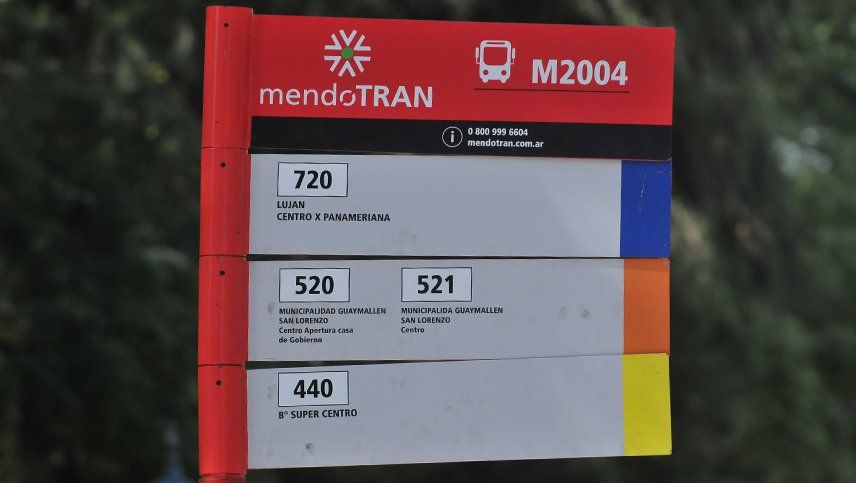 mendoTRAN
M2004
i
0 800 999 6604
mendotran.com.ar
720
LUJAN
CENTRO X PANAMERIANA
520
MUNICIPALIDAD GUAYMALLEN
SAN LORENZO
Centro Apertura casa
de Gobierno
521
MUNICIPALIDA GUAYMALLEN
SAN LORENZO
Centro
440
B° SUPER CENTRO